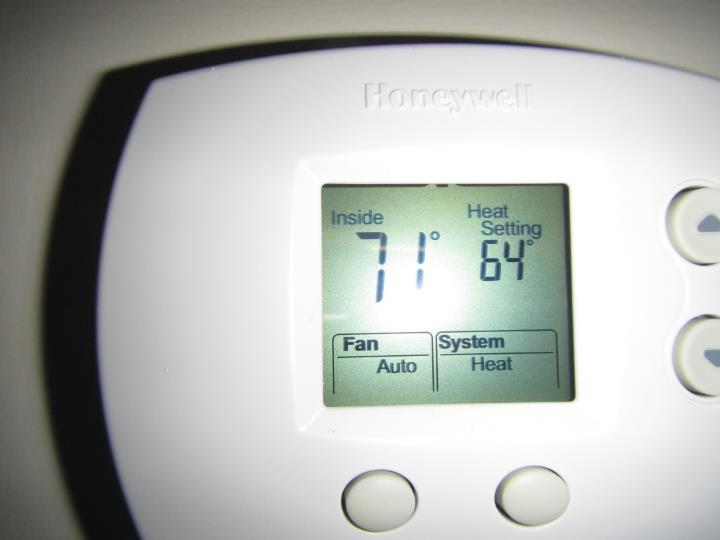 Honeywell
Inside
71°
Heat
Setting
64°
Fan
Auto
System
Heat